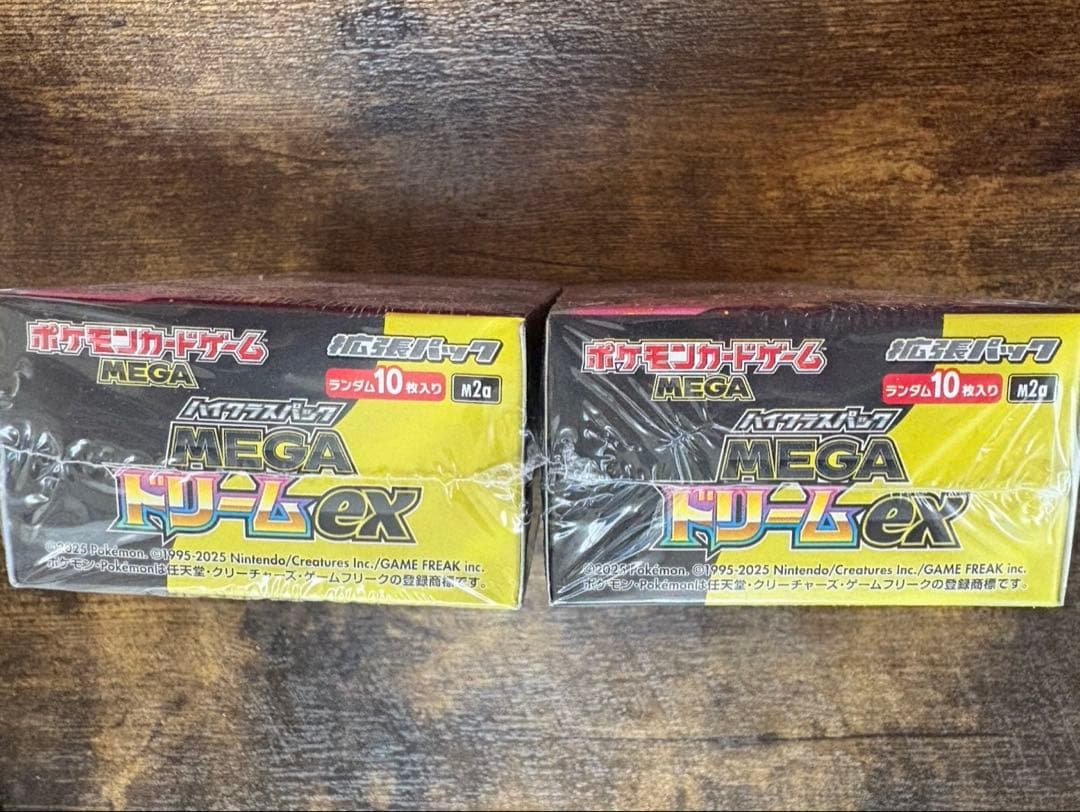 ポケモンカードゲーム
MEGA
拡張パック
ランダム10枚入り
M2a
ハイクラスパック
MEGA
ドリームex
©2025 Pokémon. ©1995-2025 Nintendo/Creatures Inc./GAME FREAK inc.
ポケモン・Pokémonは任天堂・クリーチャーズ・ゲームフリークの登録商標です。
ポケモンカードゲーム
MEGA
拡張パック
ランダム10枚入り
M2a
ハイクラスパック
MEGA
ドリームex
©2025 Pokémon. ©1995-2025 Nintendo/Creatures Inc./GAME FREAK inc.
ポケモン・Pokémonは任天堂・クリーチャーズ・ゲームフリークの登録商標です。